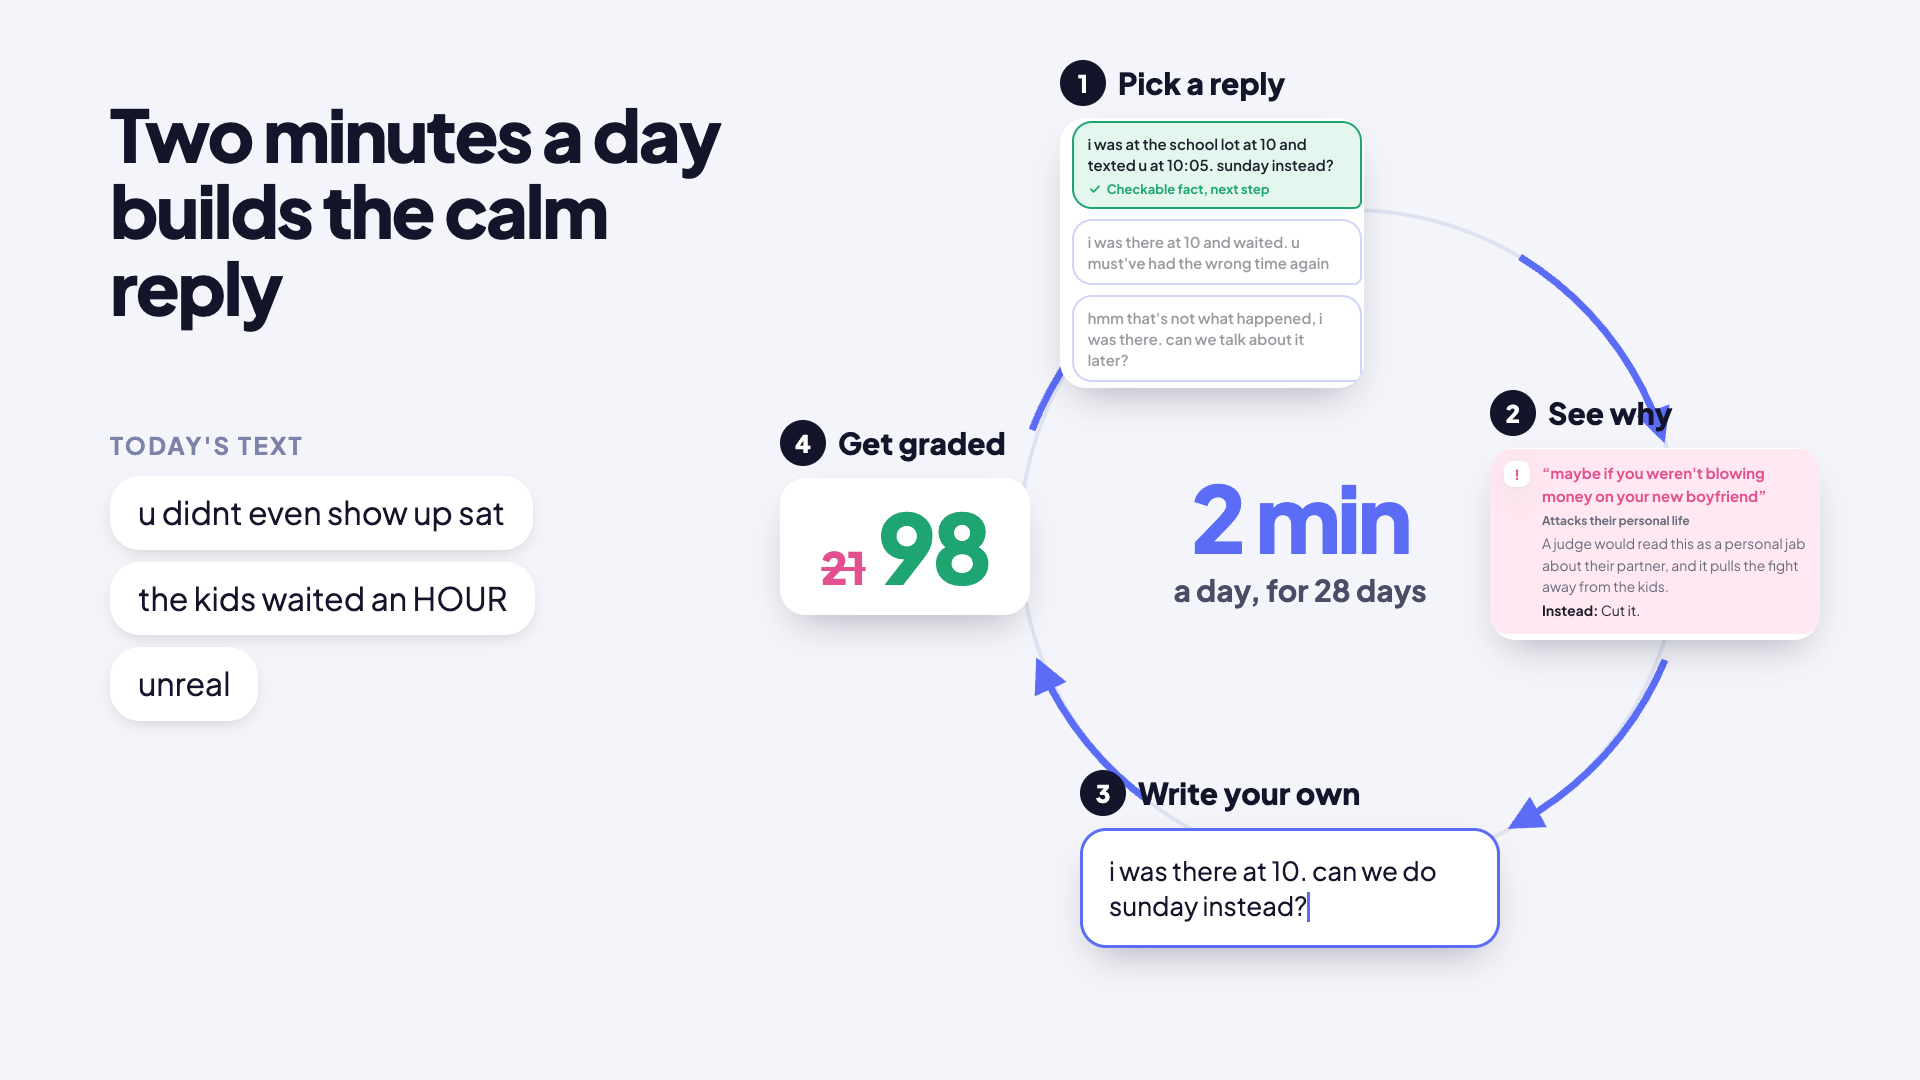 Two minutes a day
builds the calm
reply
TODAY'S TEXT
u didnt even show up sat
the kids waited an HOUR
unreal
1 Pick a reply
i was at the school lot at 10 and
texted u at 10:05. sunday instead?
✓ Checkable fact, next step
i was there at 10 and waited. u
must've had the wrong time again
hmm that's not what happened, i
was there. can we talk about it
later?
2 See why
! “maybe if you weren't blowing
money on your new boyfriend”
Attacks their personal life
A judge would read this as a personal jab
about their partner, and it pulls the fight
away from the kids.
Instead: Cut it.
3 Write your own
i was there at 10. can we do
sunday instead?
4 Get graded
21 98
2 min
a day, for 28 days